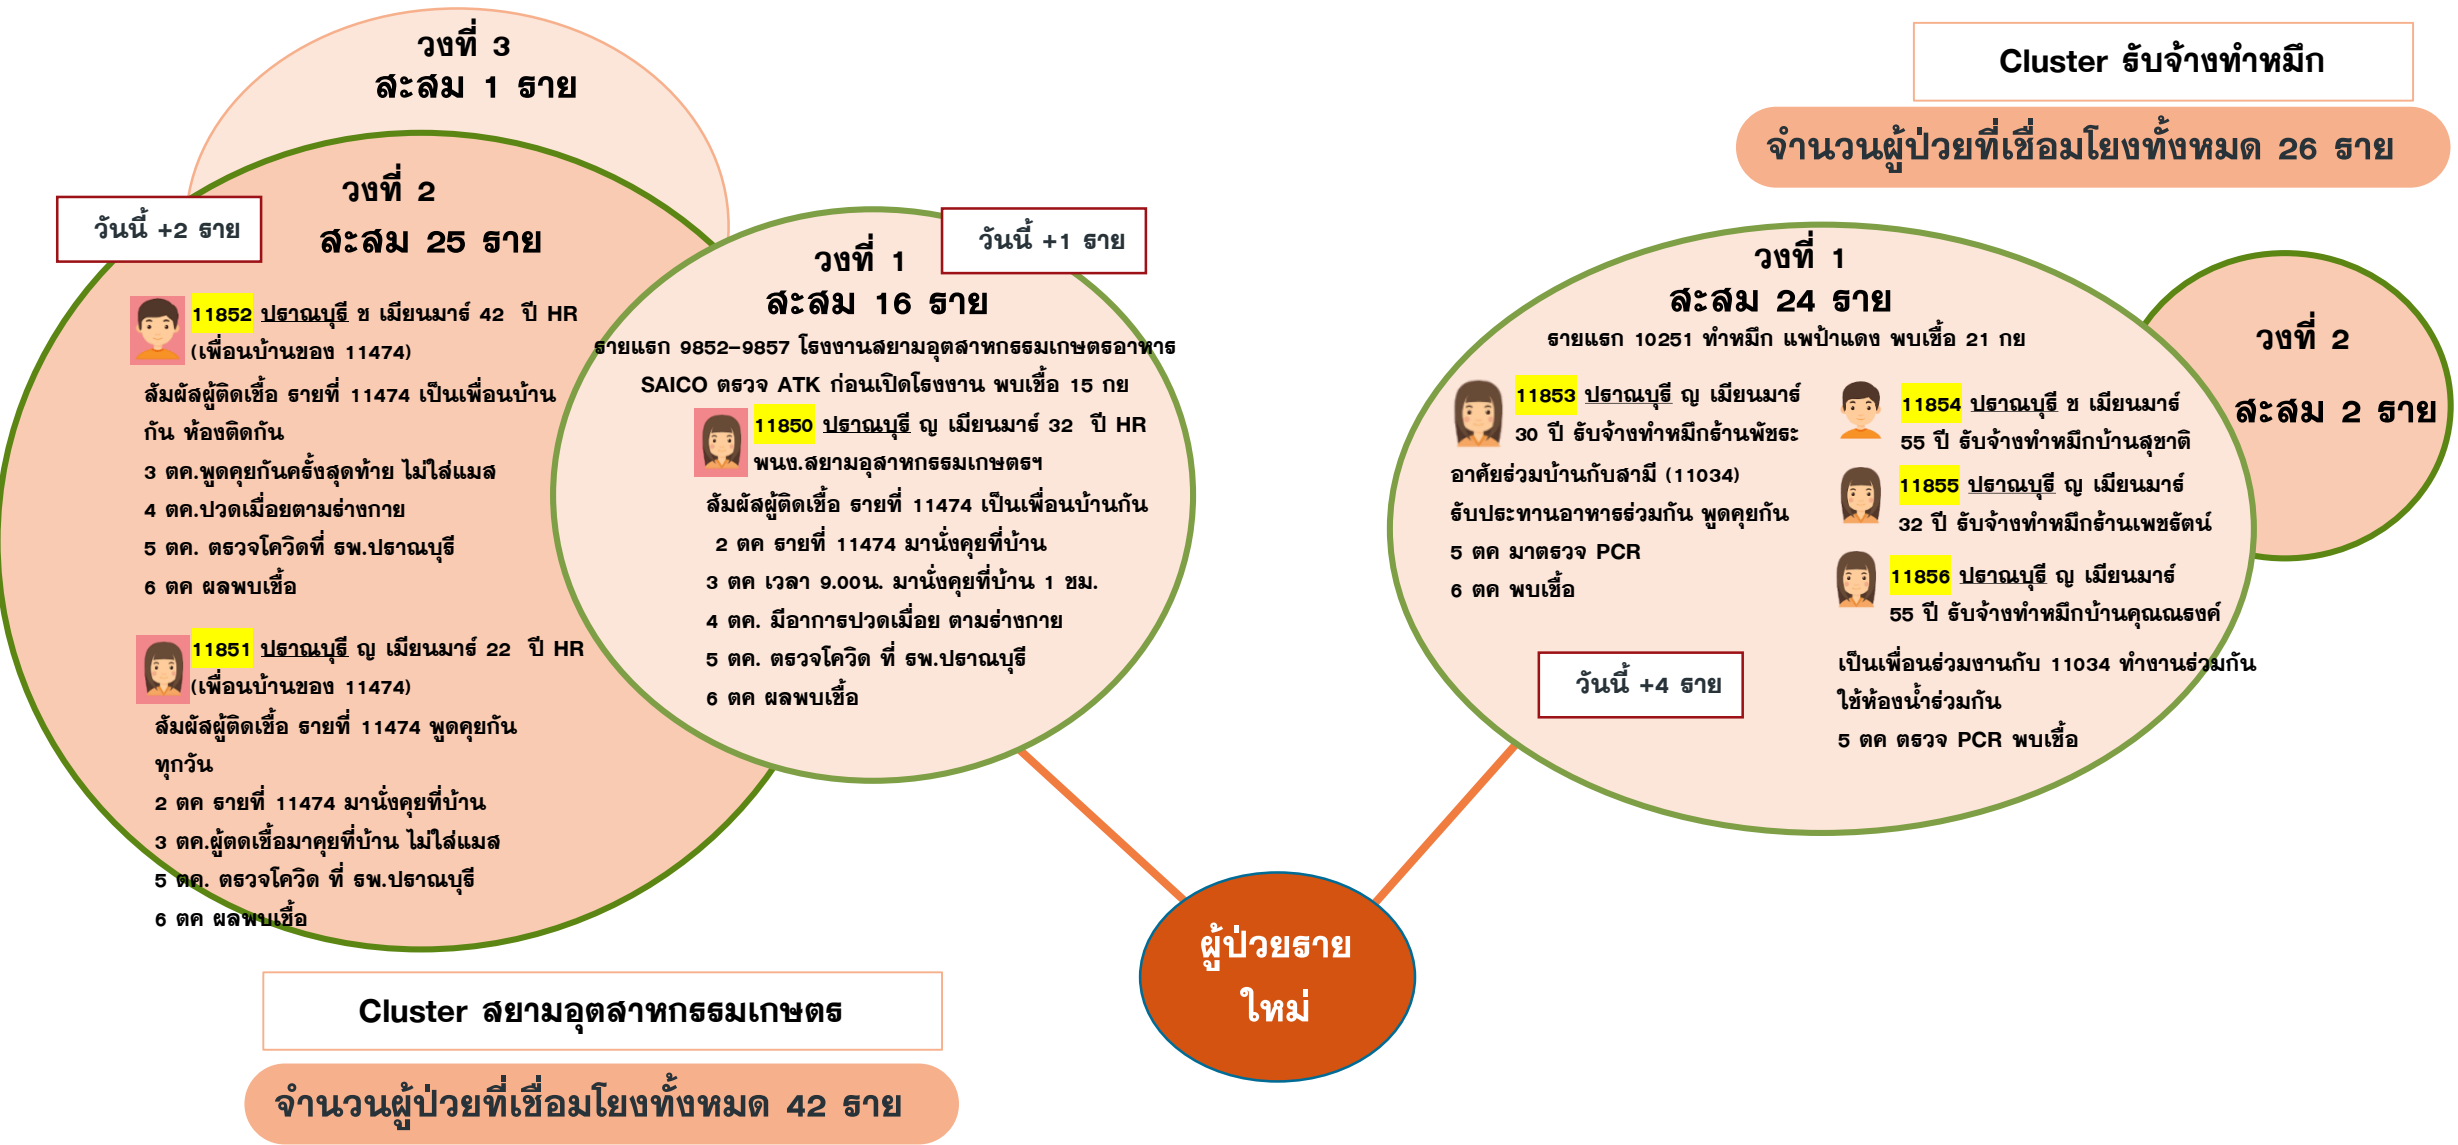 วงที่ 3
สะสม 1 ราย
วงที่ 2
สะสม 25 ราย
วันนี้ +2 ราย
11852 ปราณบุรี ช เมียนมาร์ 42 ปี HR
(เพื่อนบ้านของ 11474)
สัมผัสผู้ติดเชื้อ รายที่ 11474 เป็นเพื่อนบ้าน
กัน ห้องติดกัน
3 ตค.พูดคุยกันครั้งสุดท้าย ไม่ใส่แมส
4 ตค.ปวดเมื่อยตามร่างกาย
5 ตค. ตรวจโควิดที่ รพ.ปราณบุรี
6 ตค ผลพบเชื้อ
11851 ปราณบุรี ญ เมียนมาร์ 22 ปี HR
(เพื่อนบ้านของ 11474)
สัมผัสผู้ติดเชื้อ รายที่ 11474 พูดคุยกัน
ทุกวัน
2 ตค รายที่ 11474 มานั่งคุยที่บ้าน
3 ตค.ผู้ตดเชื้อมาคุยที่บ้าน ไม่ใส่แมส
5 ตค. ตรวจโควิด ที่ รพ.ปราณบุรี
6 ตค ผลพบเชื้อ
วันนี้ +1 ราย
วงที่ 1
สะสม 16 ราย
รายแรก 9852-9857 โรงงานสยามอุตสาหกรรมเกษตรอาหาร
SAICO ตรวจ ATK ก่อนเปิดโรงงาน พบเชื้อ 15 กย
11850 ปราณบุรี ญ เมียนมาร์ 32 ปี HR
พนง.สยามอุสาหกรรมเกษตรฯ
สัมผัสผู้ติดเชื้อ รายที่ 11474 เป็นเพื่อนบ้านกัน
2 ตค รายที่ 11474 มานั่งคุยที่บ้าน
3 ตค เวลา 9.00น. มานั่งคุยที่บ้าน 1 ชม.
4 ตค. มีอาการปวดเมื่อย ตามร่างกาย
5 ตค. ตรวจโควิด ที่ รพ.ปราณบุรี
6 ตค ผลพบเชื้อ
Cluster สยามอุตสาหกรรมเกษตร
จำนวนผู้ป่วยที่เชื่อมโยงทั้งหมด 42 ราย
ผู้ป่วยราย
ใหม่
Cluster รับจ้างทำหมึก
จำนวนผู้ป่วยที่เชื่อมโยงทั้งหมด 26 ราย
วงที่ 1
สะสม 24 ราย
รายแรก 10251 ทำหมึก แพป้าแดง พบเชื้อ 21 กย
11853 ปราณบุรี ญ เมียนมาร์
30 ปี รับจ้างทำหมึกร้านพัชระ
อาศัยร่วมบ้านกับสามี (11034)
รับประทานอาหารร่วมกัน พูดคุยกัน
5 ตค มาตรวจ PCR
6 ตค พบเชื้อ
วันนี้ +4 ราย
11854 ปราณบุรี ช เมียนมาร์
55 ปี รับจ้างทำหมึกบ้านสุชาติ
11855 ปราณบุรี ญ เมียนมาร์
32 ปี รับจ้างทำหมึกร้านเพชรัตน์
11856 ปราณบุรี ญ เมียนมาร์
55 ปี รับจ้างทำหมึกบ้านคุณณรงค์
เป็นเพื่อนร่วมงานกับ 11034 ทำงานร่วมกัน
ใช้ห้องน้ำร่วมกัน
5 ตค ตรวจ PCR พบเชื้อ
วงที่ 2
สะสม 2 ราย